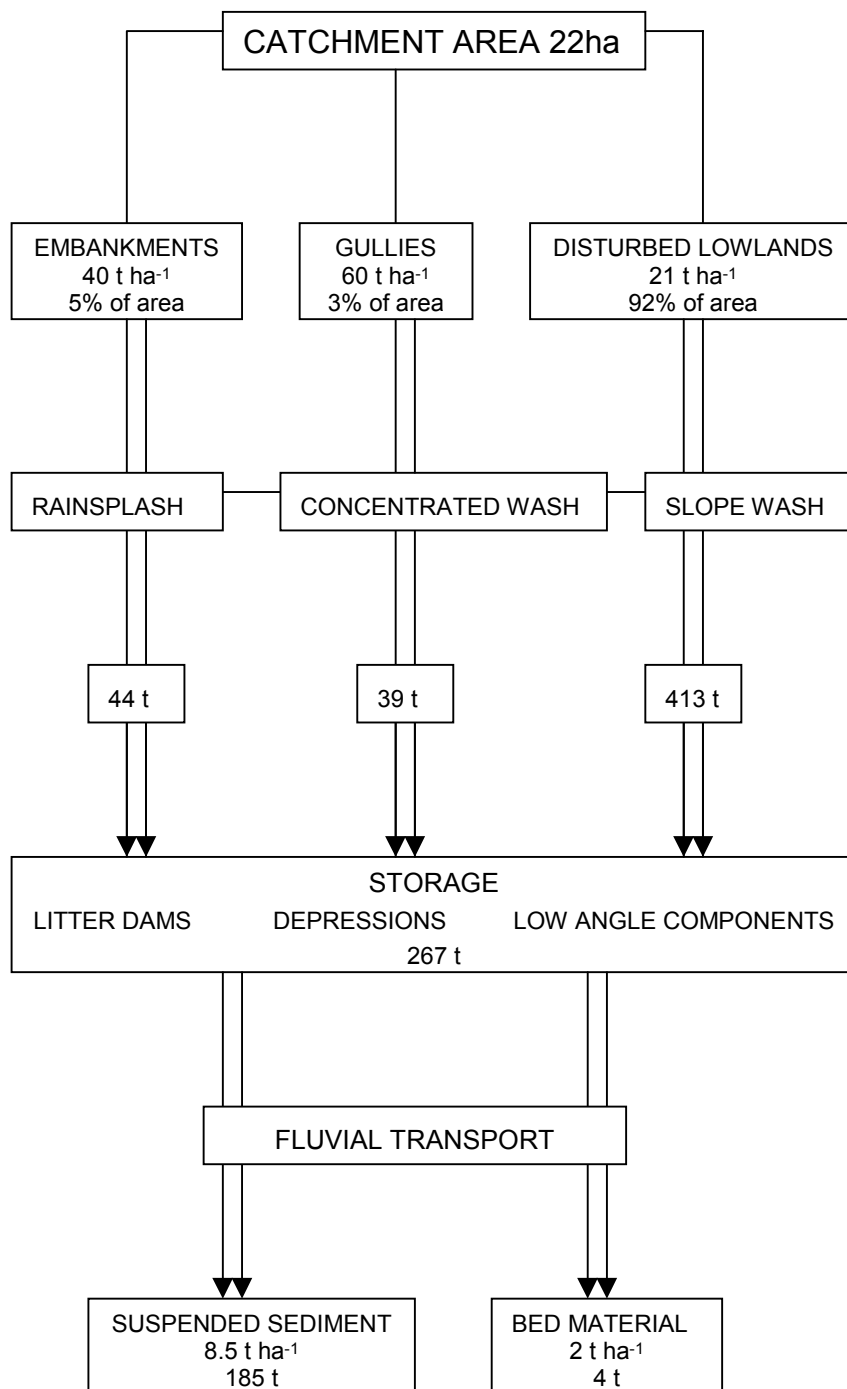 CATCHMENT AREA 22ha
EMBANKMENTS
40 t ha⁻¹
5% of area
GULLIES
60 t ha⁻¹
3% of area
DISTURBED LOWLANDS
21 t ha⁻¹
92% of area
RAINSPLASH
CONCENTRATED WASH
SLOPE WASH
44 t
39 t
413 t
STORAGE
LITTER DAMS DEPRESSIONS LOW ANGLE COMPONENTS
267 t
FLUVIAL TRANSPORT
SUSPENDED SEDIMENT
8.5 t ha⁻¹
185 t
BED MATERIAL
2 t ha⁻¹
4 t